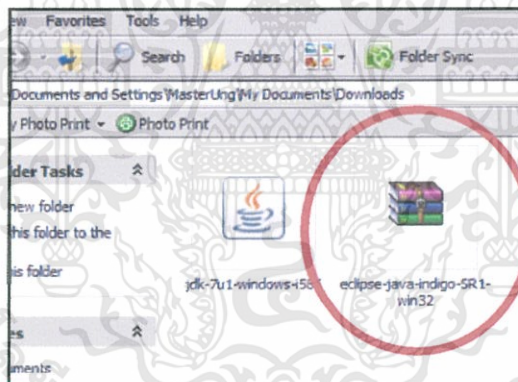 ew Favorites Tools Help
Search Folders Folder Sync
Documents and Settings\MasterUng\My Documents\Downloads
y Photo Print Photo Print
der Tasks
new folder
this folder to the
is folder
jdk-7u1-windows-i58
eclipse-java-indigo-SR1-
win32
es
uments